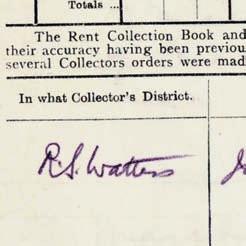 Totals ...
The Rent Collection Book and
their accuracy having been previou
several Collectors orders were mad
In what Collector's District.
R.S. Watters